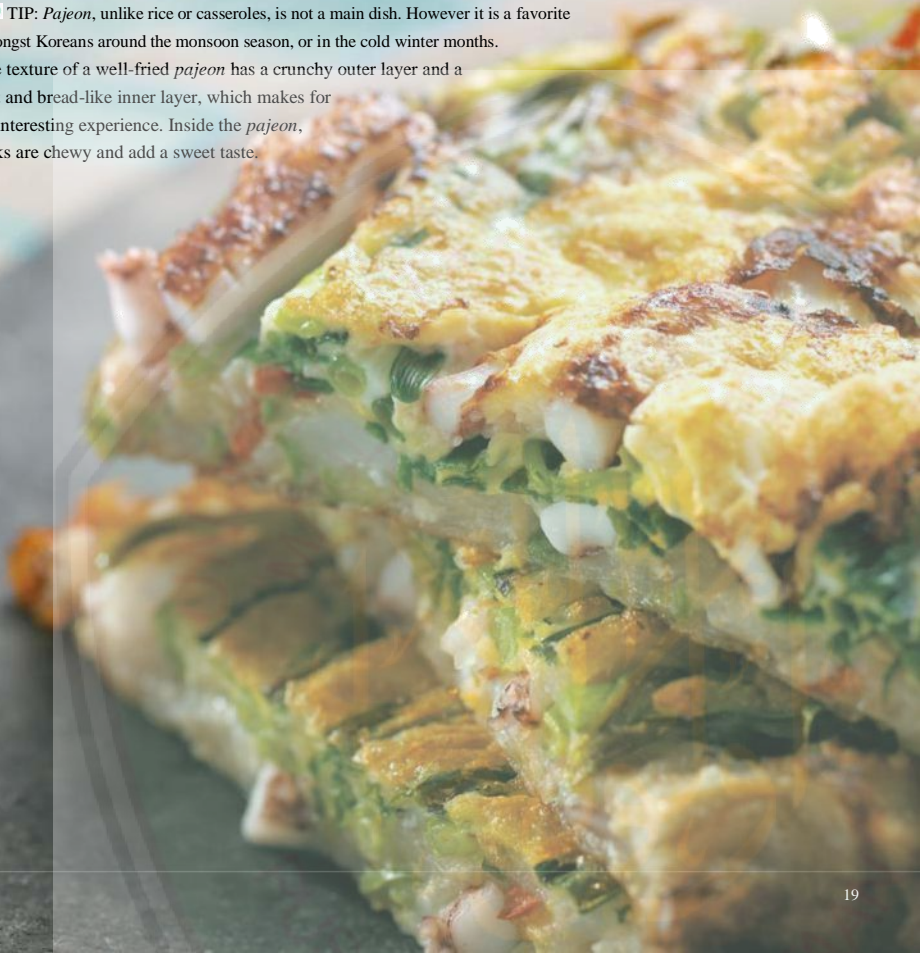 TIP: Pajeon, unlike rice or casseroles, is not a main dish. However it is a favorite
ongst Koreans around the monsoon season, or in the cold winter months.
e texture of a well-fried pajeon has a crunchy outer layer and a
and bread-like inner layer, which makes for
nteresting experience. Inside the pajeon,
ks are chewy and add a sweet taste.
19